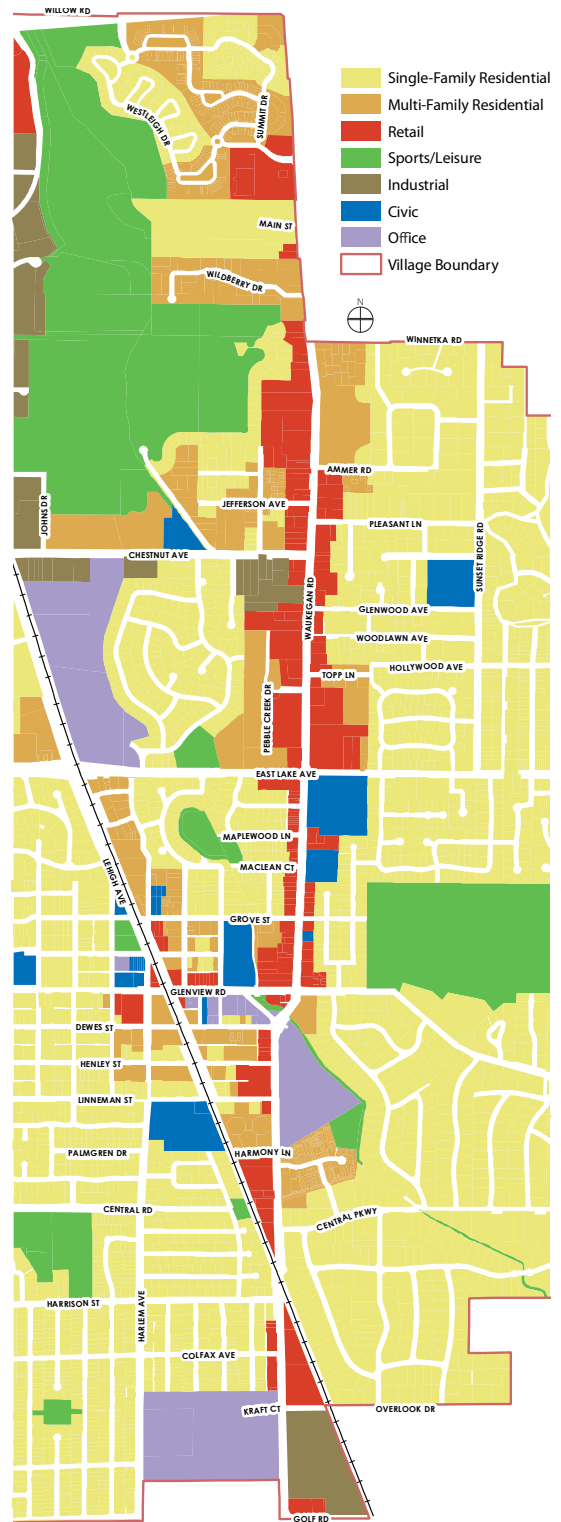 WILLOW RD
Single-Family Residential
Multi-Family Residential
Retail
Sports/Leisure
Industrial
Civic
Office
Village Boundary
WESTLEIGH DR
SUMMIT DR
MAIN ST
WILDBERRY DR
N
WINNETKA RD
AMMER RD
JEFFERSON AVE
JOHNS DR
PLEASANT LN
SUNSET RIDGE RD
CHESTNUT AVE
WAUKEGAN RD
GLENWOOD AVE
WOODLAWN AVE
HOLLYWOOD AVE
TOPP LN
PEBBLE CREEK DR
EAST LAKE AVE
MAPLEWOOD LN
MACLEAN CT
LEHIGH AVE
GROVE ST
GLENVIEW RD
DEWES ST
HENLEY ST
LINNEMAN ST
PALMGREN DR
HARMONY LN
CENTRAL RD
CENTRAL PKWY
HARRISON ST
HARLEM AVE
COLFAX AVE
KRAFT CT
OVERLOOK DR
GOLF RD